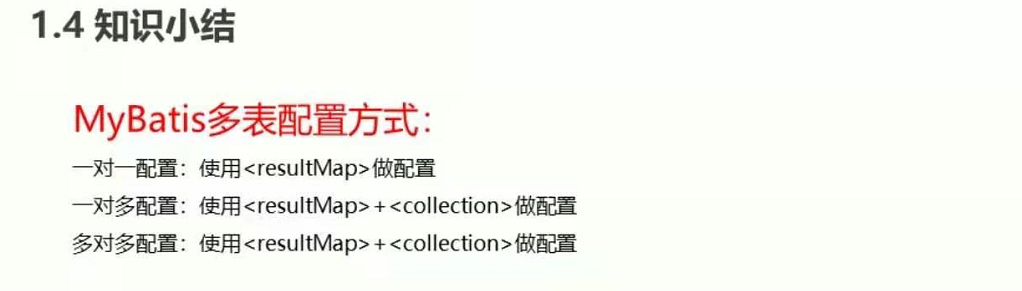 1.4 知识小结
MyBatis多表配置方式：
一对一配置：使用<resultMap>做配置
一对多配置：使用<resultMap>+<collection>做配置
多对多配置：使用<resultMap>+<collection>做配置